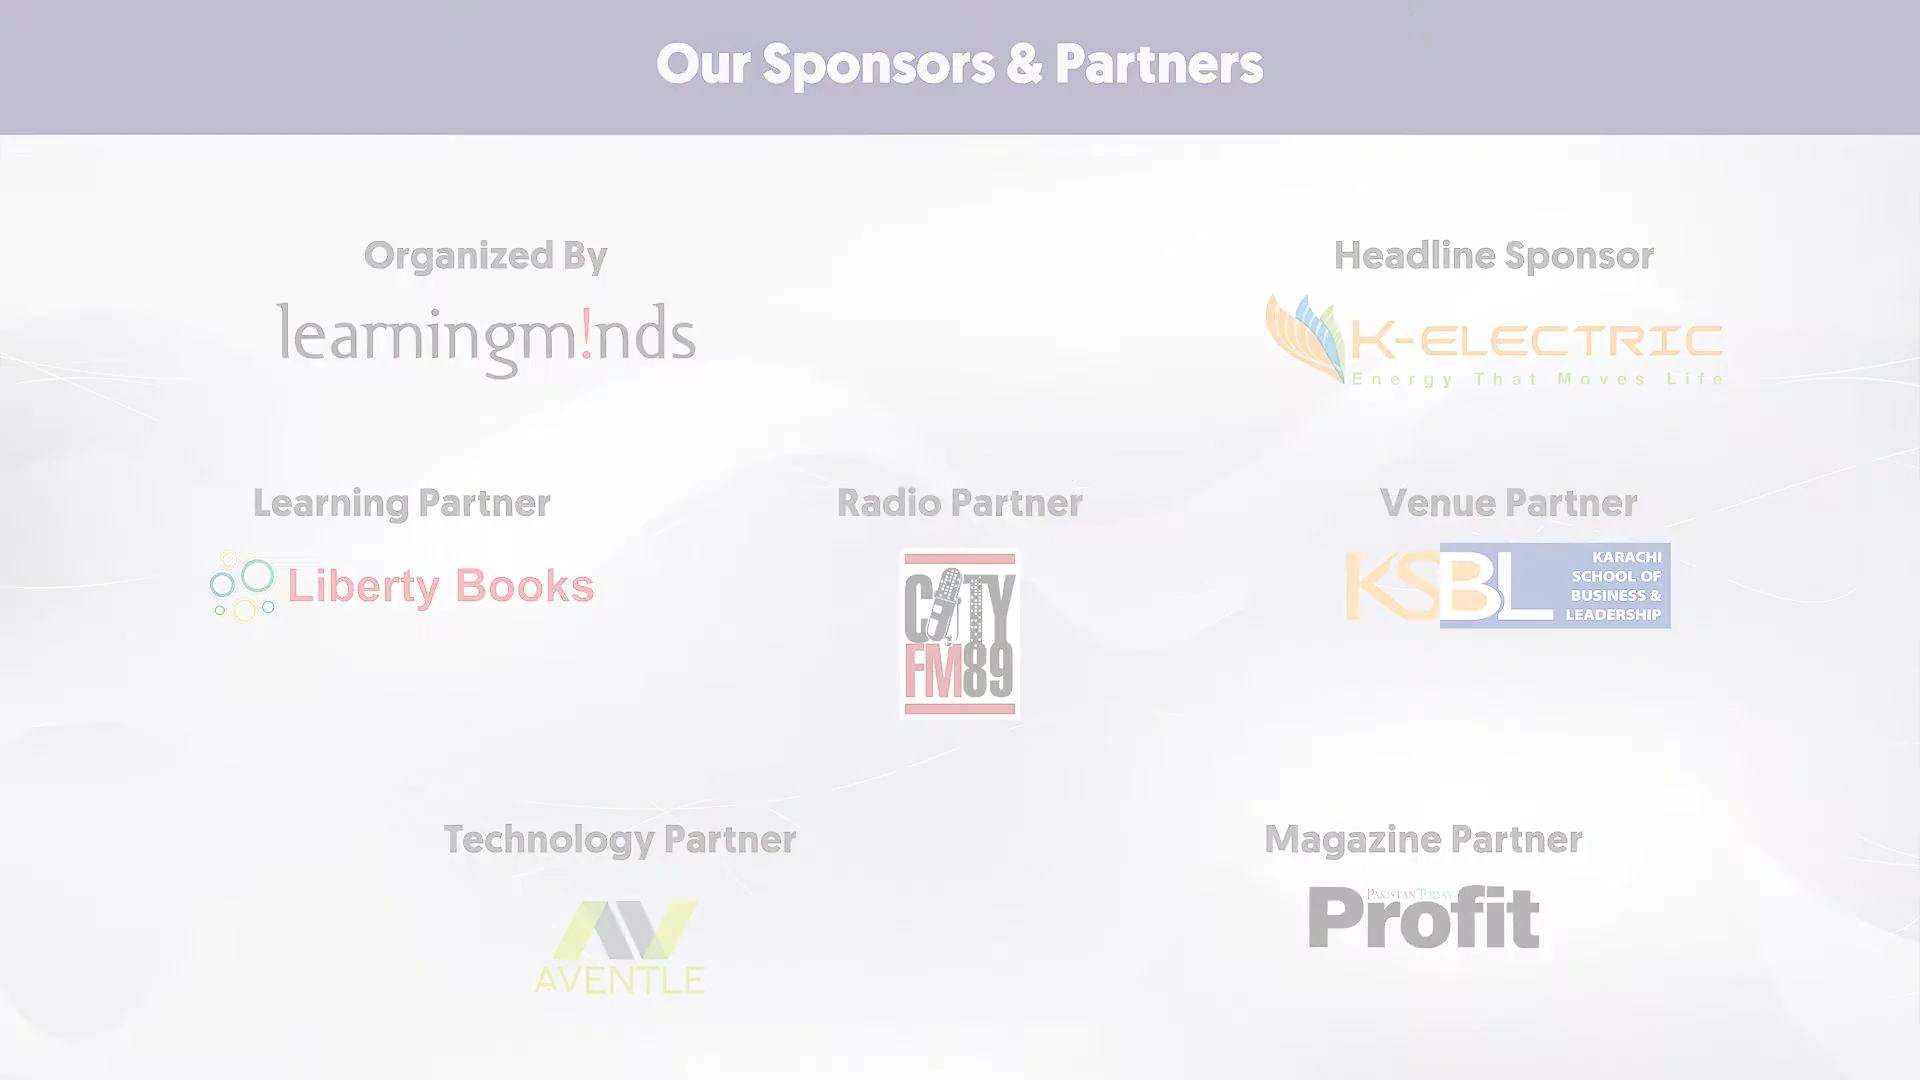 Our Sponsors & Partners
Organized By
learningm!nds
Headline Sponsor
K-ELECTRIC
Energy That Moves Life
Learning Partner
Liberty Books
Radio Partner
CITY
FM89
Venue Partner
KSBL
KARACHI
SCHOOL OF
BUSINESS &
LEADERSHIP
Technology Partner
AVENTLE
Magazine Partner
PAKISTAN TODAY
Profit